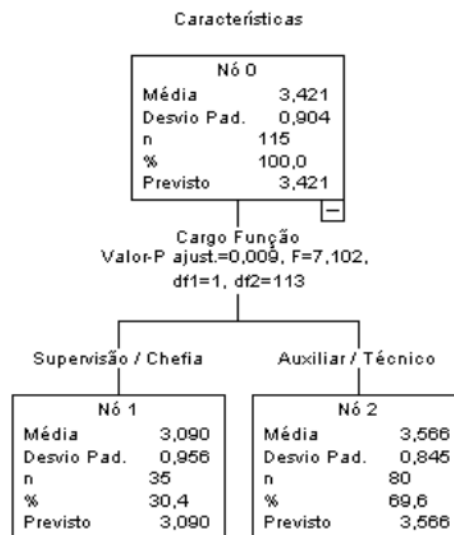 Características
Nó 0
Média 3,421
Desvio Pad. 0,904
n 115
% 100,0
Previsto 3,421
Cargo Função
Valor-P ajust.=0,009, F=7,102,
df1=1, df2=113
Supervisão / Chefia
Auxiliar / Técnico
Nó 1
Média 3,090
Desvio Pad. 0,956
n 35
% 30,4
Previsto 3,090
Nó 2
Média 3,566
Desvio Pad. 0,845
n 80
% 69,6
Previsto 3,566